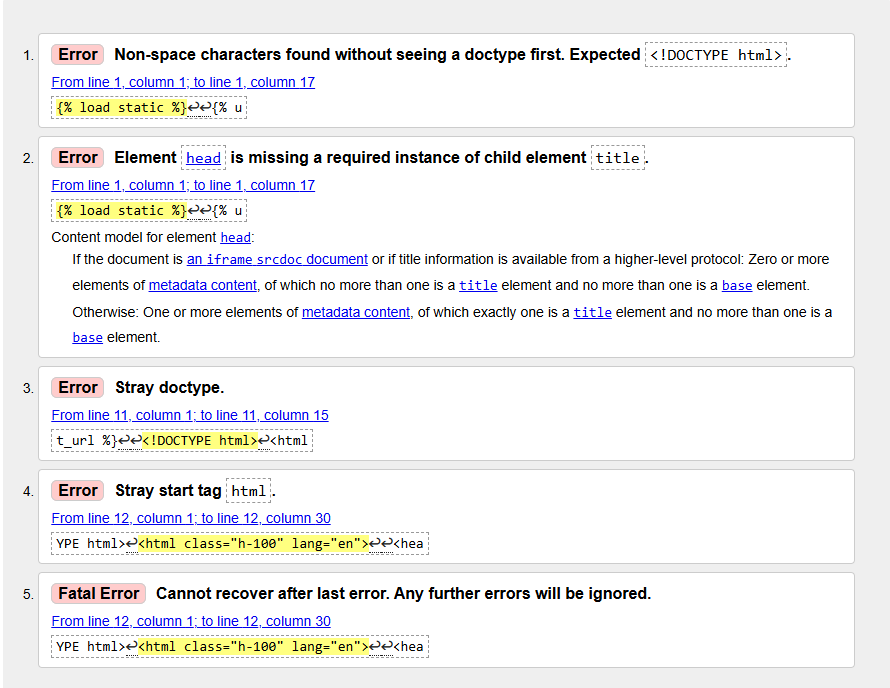 1. Error Non-space characters found without seeing a doctype first. Expected <!DOCTYPE html>.
From line 1, column 1; to line 1, column 17
{% load static %}↩↩{% u
2. Error Element head is missing a required instance of child element title.
From line 1, column 1; to line 1, column 17
{% load static %}↩↩{% u
Content model for element head:
If the document is an iframe srcdoc document or if title information is available from a higher-level protocol: Zero or more
elements of metadata content, of which no more than one is a title element and no more than one is a base element.
Otherwise: One or more elements of metadata content, of which exactly one is a title element and no more than one is a
base element.
3. Error Stray doctype.
From line 11, column 1; to line 11, column 15
t_url %}↩↩<!DOCTYPE html>↩<html
4. Error Stray start tag html.
From line 12, column 1; to line 12, column 30
YPE html>↩<html class="h-100" lang="en">↩↩<hea
5. Fatal Error Cannot recover after last error. Any further errors will be ignored.
From line 12, column 1; to line 12, column 30
YPE html>↩<html class="h-100" lang="en">↩↩<hea